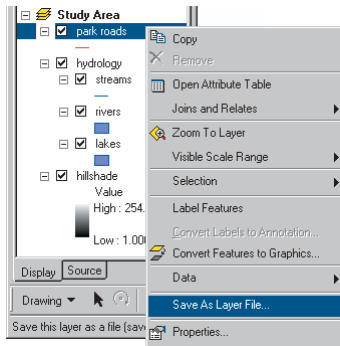 Study Area
park roads
hydrology
streams
rivers
lakes
hillshade
Value
High : 254.
Low : 1.00
Display Source
Drawing
Save this layer as a file (sav
Copy
Remove
Open Attribute Table
Joins and Relates
Zoom To Layer
Visible Scale Range
Selection
Label Features
Convert Labels to Annotation...
Convert Features to Graphics...
Data
Save As Layer File...
Properties...